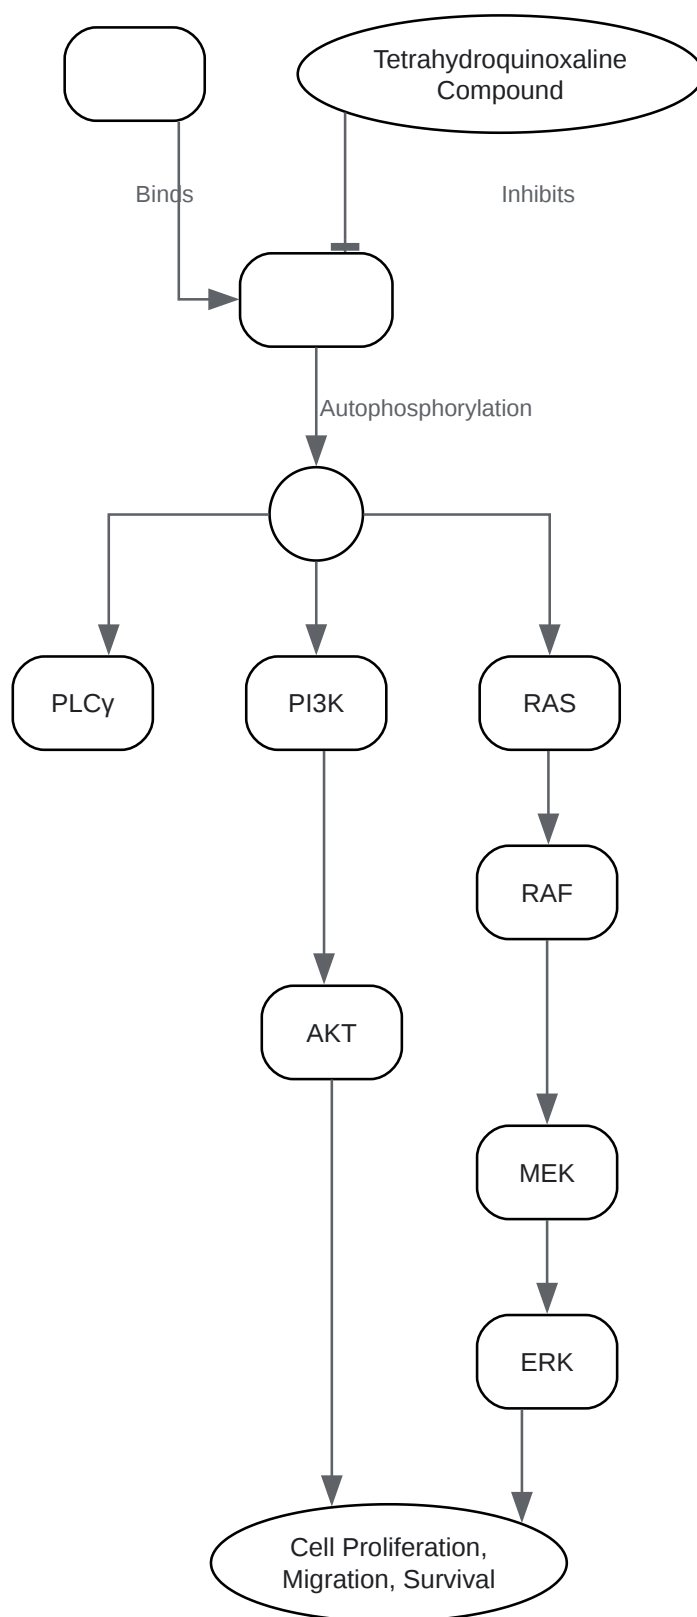 Tetrahydroquinoxaline
Compound
Binds
Inhibits
Autophosphorylation
PLCγ
PI3K
RAS
RAF
AKT
MEK
ERK
Cell Proliferation,
Migration, Survival